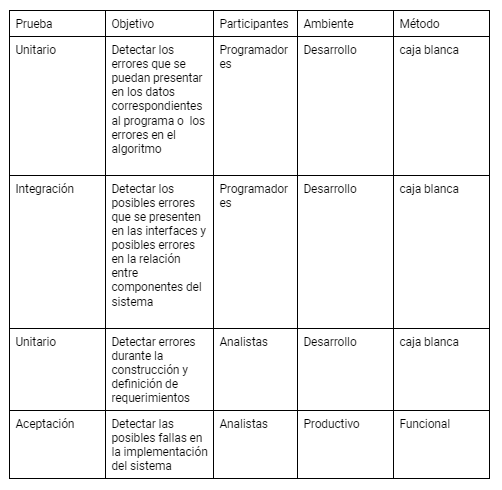 Prueba
Objetivo
Participantes
Ambiente
Método
Unitario
Detectar los
errores que se
puedan presentar
en los datos
correspondientes
al programa o los
errores en el
algoritmo
Programador
es
Desarrollo
caja blanca
Integración
Detectar los
posibles errores
que se presenten
en las interfaces y
posibles errores
en la relación
entre
componentes del
sistema
Programador
es
Desarrollo
caja blanca
Unitario
Detectar errores
durante la
construcción y
definición de
requerimientos
Analistas
Desarrollo
caja blanca
Aceptación
Detectar las
posibles fallas en
la implementación
del sistema
Analistas
Productivo
Funcional